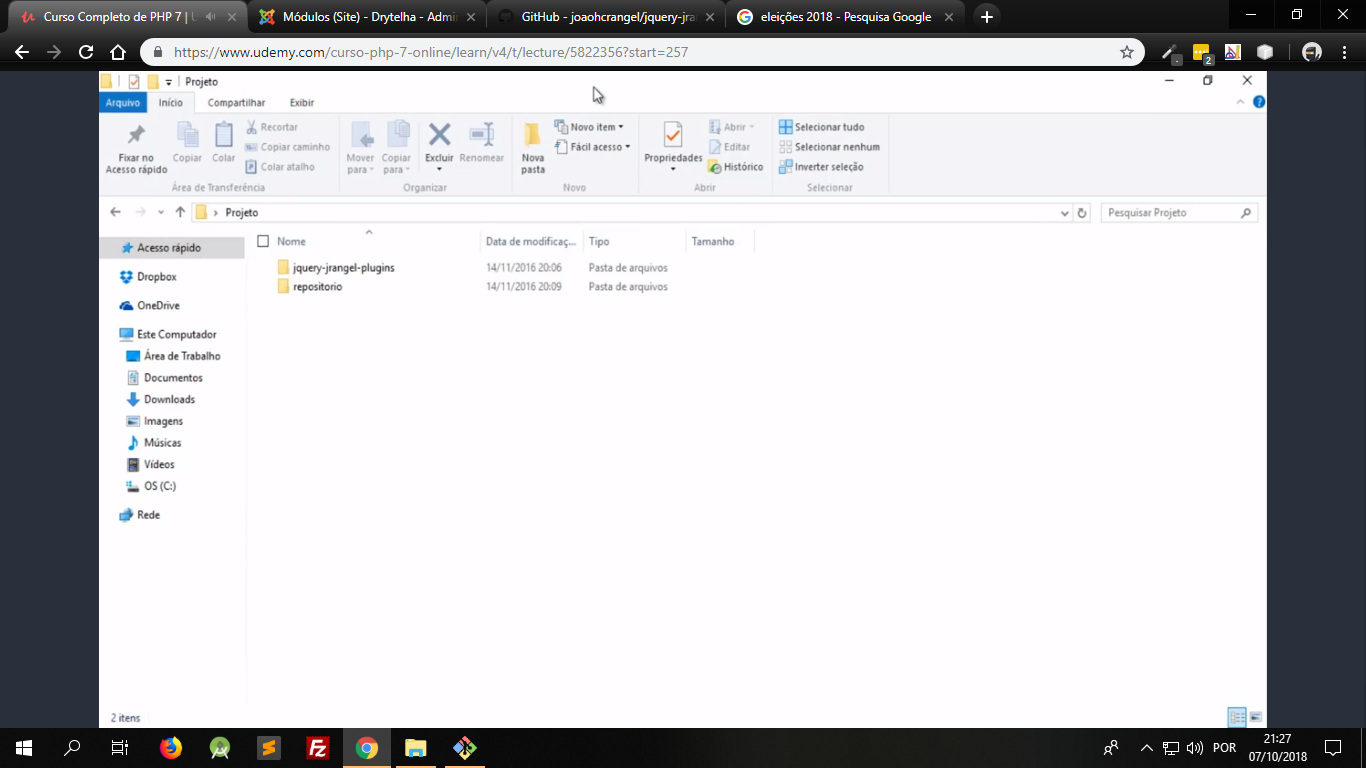 Curso Completo de PHP 7 | U
Módulos (Site) - Drytelha - Admin
GitHub - joaohcrangel/jquery-jra
eleições 2018 - Pesquisa Google
https://www.udemy.com/curso-php-7-online/learn/v4/t/lecture/5822356?start=257
2
Projeto
Arquivo
Início
Compartilhar
Exibir
Fixar no
Acesso rápido
Copiar
Colar
Recortar
Copiar caminho
Colar atalho
Área de Transferência
Mover
para
Copiar
para
Excluir
Renomear
Organizar
Nova
pasta
Novo item
Fácil acesso
Novo
Propriedades
Abrir
Editar
Histórico
Abrir
Selecionar tudo
Selecionar nenhum
Inverter seleção
Selecionar
Projeto
Pesquisar Projeto
Acesso rápido
Dropbox
OneDrive
Este Computador
Área de Trabalho
Documentos
Downloads
Imagens
Músicas
Vídeos
OS (C:)
Rede
Nome Data de modificaç... Tipo Tamanho
jquery-jrangel-plugins 14/11/2016 20:06 Pasta de arquivos
repositorio 14/11/2016 20:09 Pasta de arquivos
2 itens
POR
21:27
07/10/2018